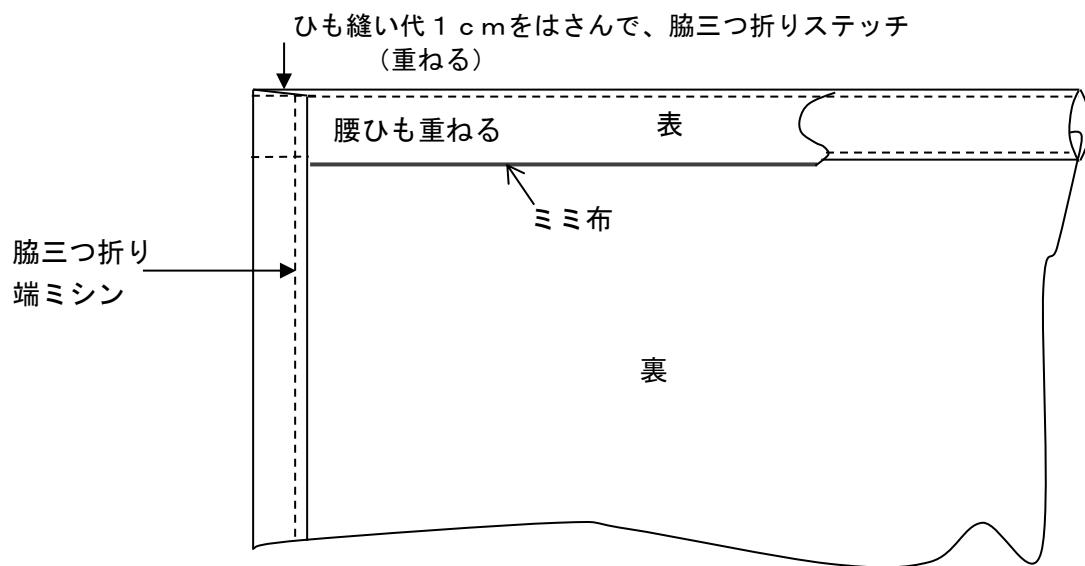 ひも縫い代１ｃｍをはさんで、脇三つ折りステッチ
（重ねる）
腰ひも重ねる
表
ミミ布
脇三つ折り
端ミシン
裏